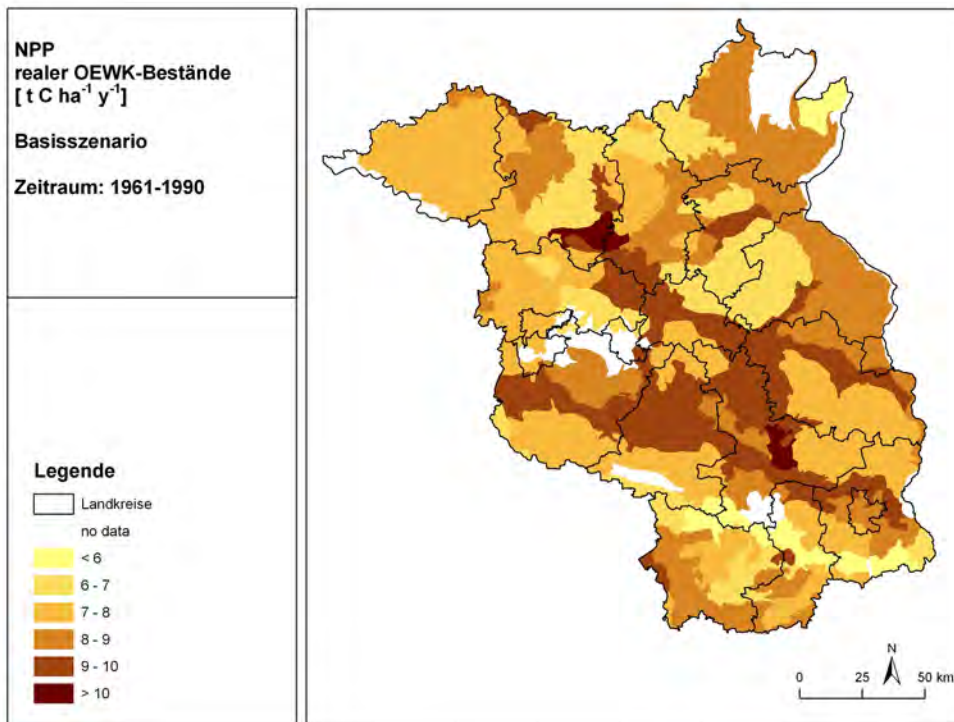 NPP
realer OEWK-Bestände
[ t C ha⁻¹ y⁻¹]
Basisszenario
Zeitraum: 1961-1990
Legende
Landkreise
no data
< 6
6 - 7
7 - 8
8 - 9
9 - 10
> 10
N
0 25 50 km